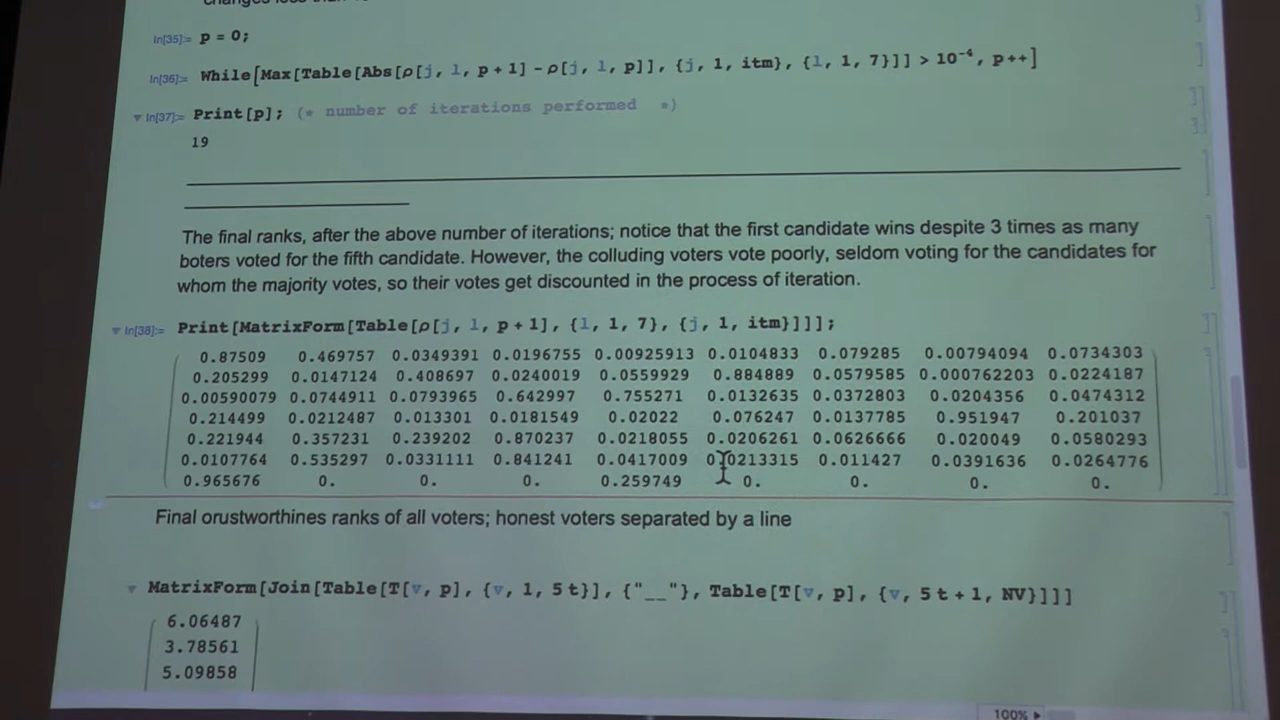 In[35]:= p = 0;
In[36]:= While[Max[Table[Abs[ρ[j, l, p + 1] - ρ[j, l, p]], {j, 1, itm}, {l, 1, 7}]] > 10^-4, p++]
In[37]:= Print[p]; (* number of iterations performed *)
19
The final ranks, after the above number of iterations; notice that the first candidate wins despite 3 times as many
boters voted for the fifth candidate. However, the colluding voters vote poorly, seldom voting for the candidates for
whom the majority votes, so their votes get discounted in the process of iteration.
In[38]:= Print[MatrixForm[Table[ρ[j, l, p + 1], {l, 1, 7}, {j, 1, itm}]]];
0.87509 0.469757 0.0349391 0.0196755 0.00925913 0.0104833 0.079285 0.00794094 0.0734303
0.205299 0.0147124 0.408697 0.0240019 0.0559929 0.884889 0.0579585 0.000762203 0.0224187
0.00590079 0.0744911 0.0793965 0.642997 0.755271 0.0132635 0.0372803 0.0204356 0.0474312
0.214499 0.0212487 0.013301 0.0181549 0.02022 0.076247 0.0137785 0.951947 0.201037
0.221944 0.357231 0.239202 0.870237 0.0218055 0.0206261 0.0626666 0.020049 0.0580293
0.0107764 0.535297 0.0331111 0.841241 0.0417009 0.0213315 0.011427 0.0391636 0.0264776
0.965676 0. 0. 0. 0.259749 0. 0. 0. 0.
Final orustworthines ranks of all voters; honest voters separated by a line
MatrixForm[Join[Table[T[v, p], {v, 1, 5 t}], {"__"}, Table[T[v, p], {v, 5 t + 1, NV}]]]
6.06487
3.78561
5.09858
100%